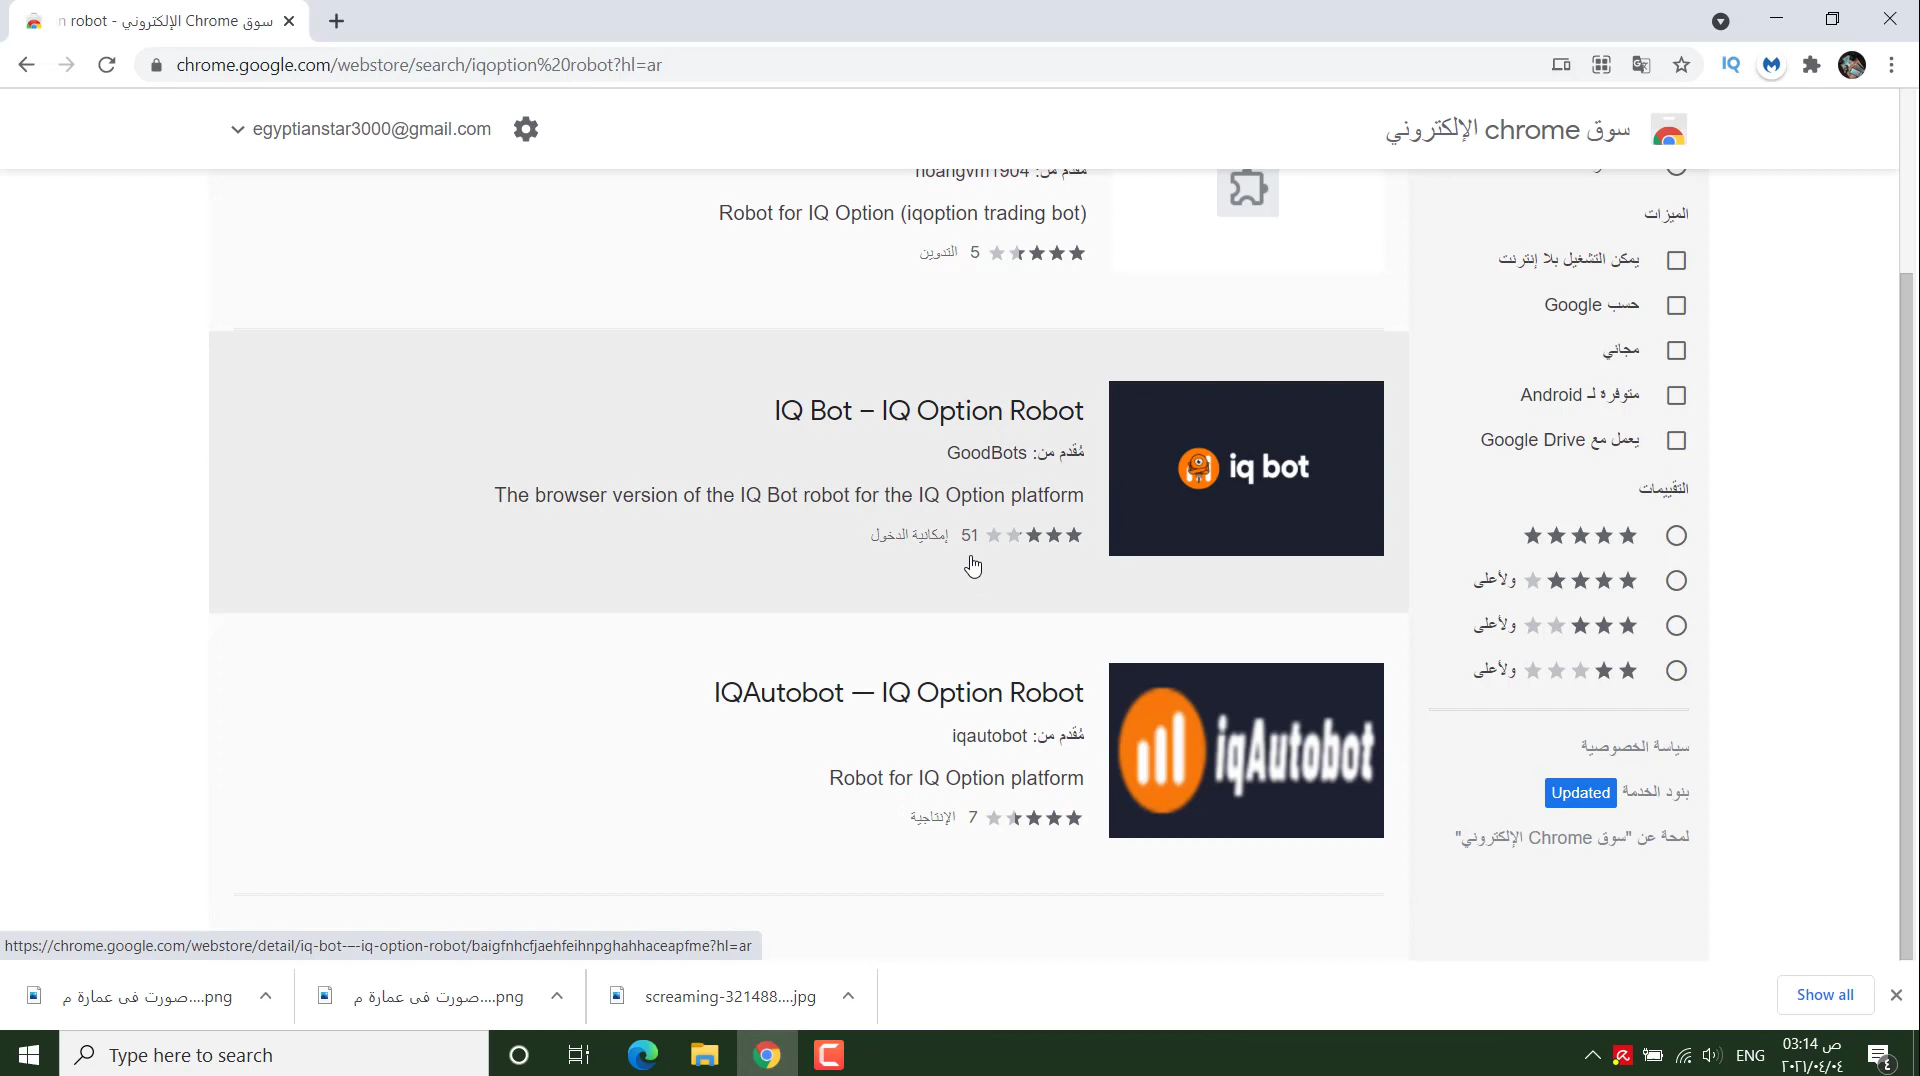 n robot - سوق Chrome الإلكتروني
chrome.google.com/webstore/search/iqoption%20robot?hl=ar
IQ
egyptianstar3000@gmail.com
سوق chrome الإلكتروني
مُقدم من: hoangvm1904
Robot for IQ Option (iqoption trading bot)
5 التدوين
IQ Bot – IQ Option Robot
مُقدم من: GoodBots
The browser version of the IQ Bot robot for the IQ Option platform
51 إمكانية الدخول
iq bot
IQAutobot — IQ Option Robot
مُقدم من: iqautobot
Robot for IQ Option platform
7 الإنتاجية
iqAutobot
الميزات
يمكن التشغيل بلا إنترنت
حسب Google
مجاني
متوفرة لـ Android
يعمل مع Google Drive
التقييمات
ولأعلى
ولأعلى
ولأعلى
سياسة الخصوصية
بنود الخدمة Updated
لمحة عن "سوق Chrome الإلكتروني"
https://chrome.google.com/webstore/detail/iq-bot-–-iq-option-robot/baigfnhcfjaehfeihnpghahhaceapfme?hl=ar
صورت فى عمارة م....png
صورت فى عمارة م....png
screaming-321488....jpg
Show all
Type here to search
ENG
03:14 ص
٢٠٢١/٠٤/٠٤
٤